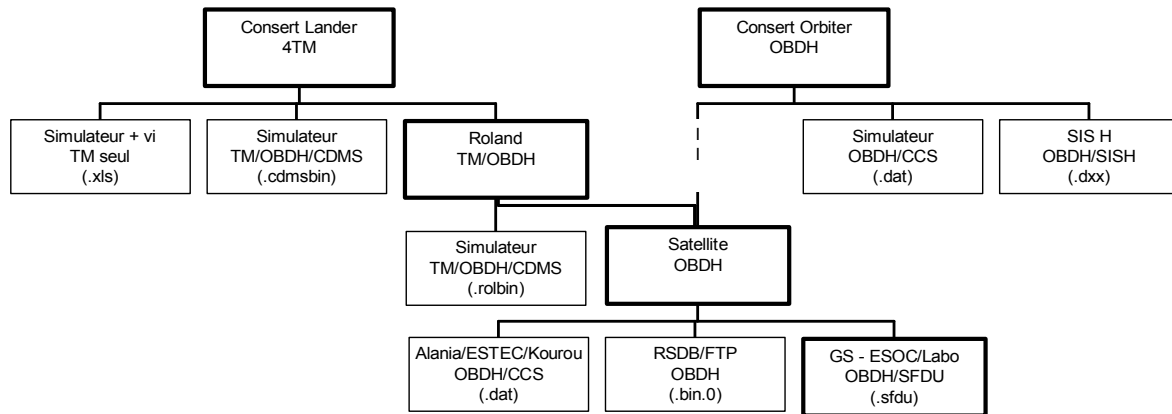 Consert Lander
4TM
Consert Orbiter
OBDH
Simulateur + vi
TM seul
(.xls)
Simulateur
TM/OBDH/CDMS
(.cdmsbin)
Roland
TM/OBDH
Simulateur
OBDH/CCS
(.dat)
SIS H
OBDH/SISH
(.dxx)
Simulateur
TM/OBDH/CDMS
(.rolbin)
Satellite
OBDH
Alania/ESTEC/Kourou
OBDH/CCS
(.dat)
RSDB/FTP
OBDH
(.bin.0)
GS - ESOC/Labo
OBDH/SFDU
(.sfdu)